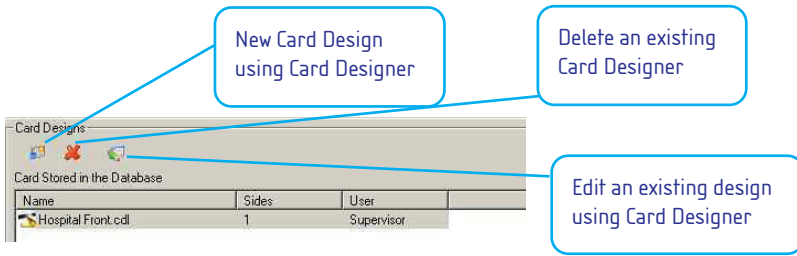 New Card Design
using Card Designer
Delete an existing
Card Designer
Card Designs
Card Stored in the Database
Name Sides User
Hospital Front.cdl 1 Supervisor
Edit an existing design
using Card Designer